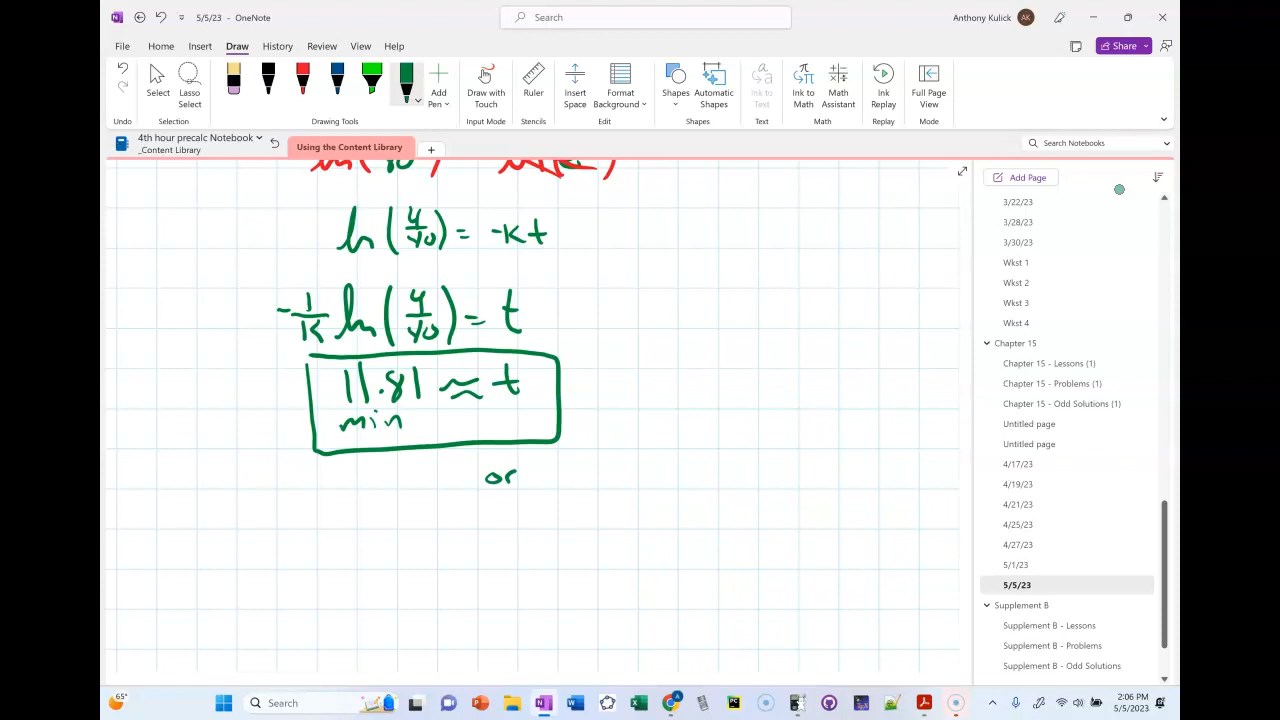 5/5/23 - OneNote
Search
Anthony Kulick
AK
File Home Insert Draw History Review View Help
Share
Select
Lasso Select
Add Pen
Draw with Touch
Ruler
Insert Space
Format Background
Shapes
Automatic Shapes
Ink to Text
Ink to Math
Math Assistant
Ink Replay
Full Page View
Undo Selection Drawing Tools Input Mode Stencils Edit Shapes Text Math Replay Mode
4th hour precalc Notebook
_Content Library
Using the Content Library
Search Notebooks
ln(y/yo) = -Kt
-1/K ln(y/yo) = t
11.81 ≈ t
min
or
Add Page
3/22/23
3/28/23
3/30/23
Wkst 1
Wkst 2
Wkst 3
Wkst 4
Chapter 15
Chapter 15 - Lessons (1)
Chapter 15 - Problems (1)
Chapter 15 - Odd Solutions (1)
Untitled page
Untitled page
4/17/23
4/19/23
4/21/23
4/25/23
4/27/23
5/1/23
5/5/23
Supplement B
Supplement B - Lessons
Supplement B - Problems
Supplement B - Odd Solutions
65°
Search
2:06 PM
5/5/2023